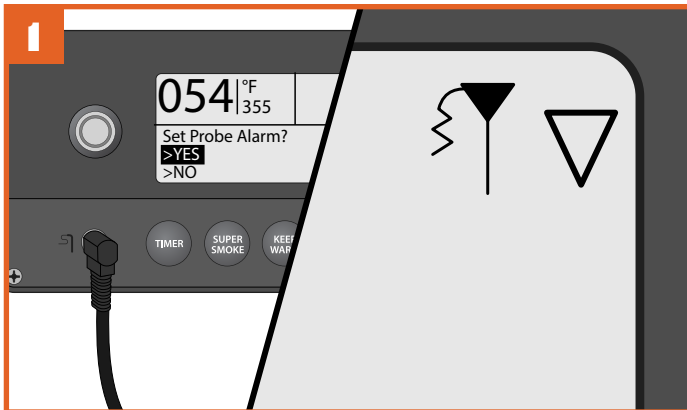 1
054 °F
355
Set Probe Alarm?
>YES
>NO
TIMER
SUPER
SMOKE